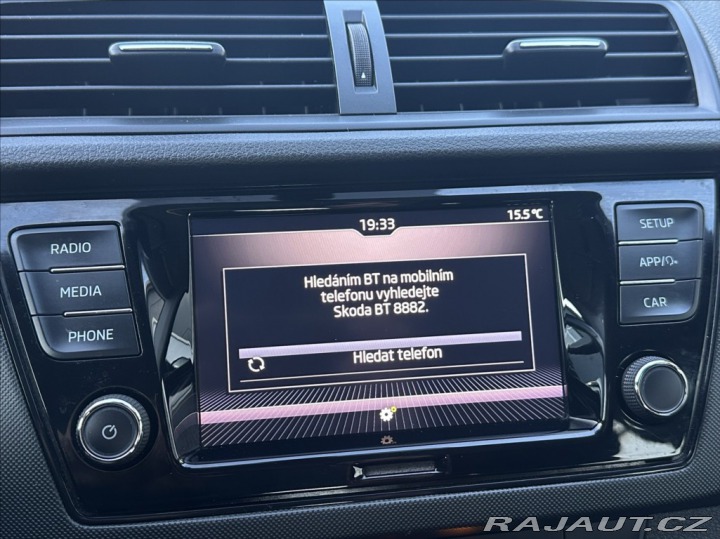 19:33
15.5 °C
RADIO
MEDIA
PHONE
Hledáním BT na mobilním
telefonu vyhledejte
Skoda BT 8882.
Hledat telefon
SETUP
APP/
CAR
RAJAUT.CZ